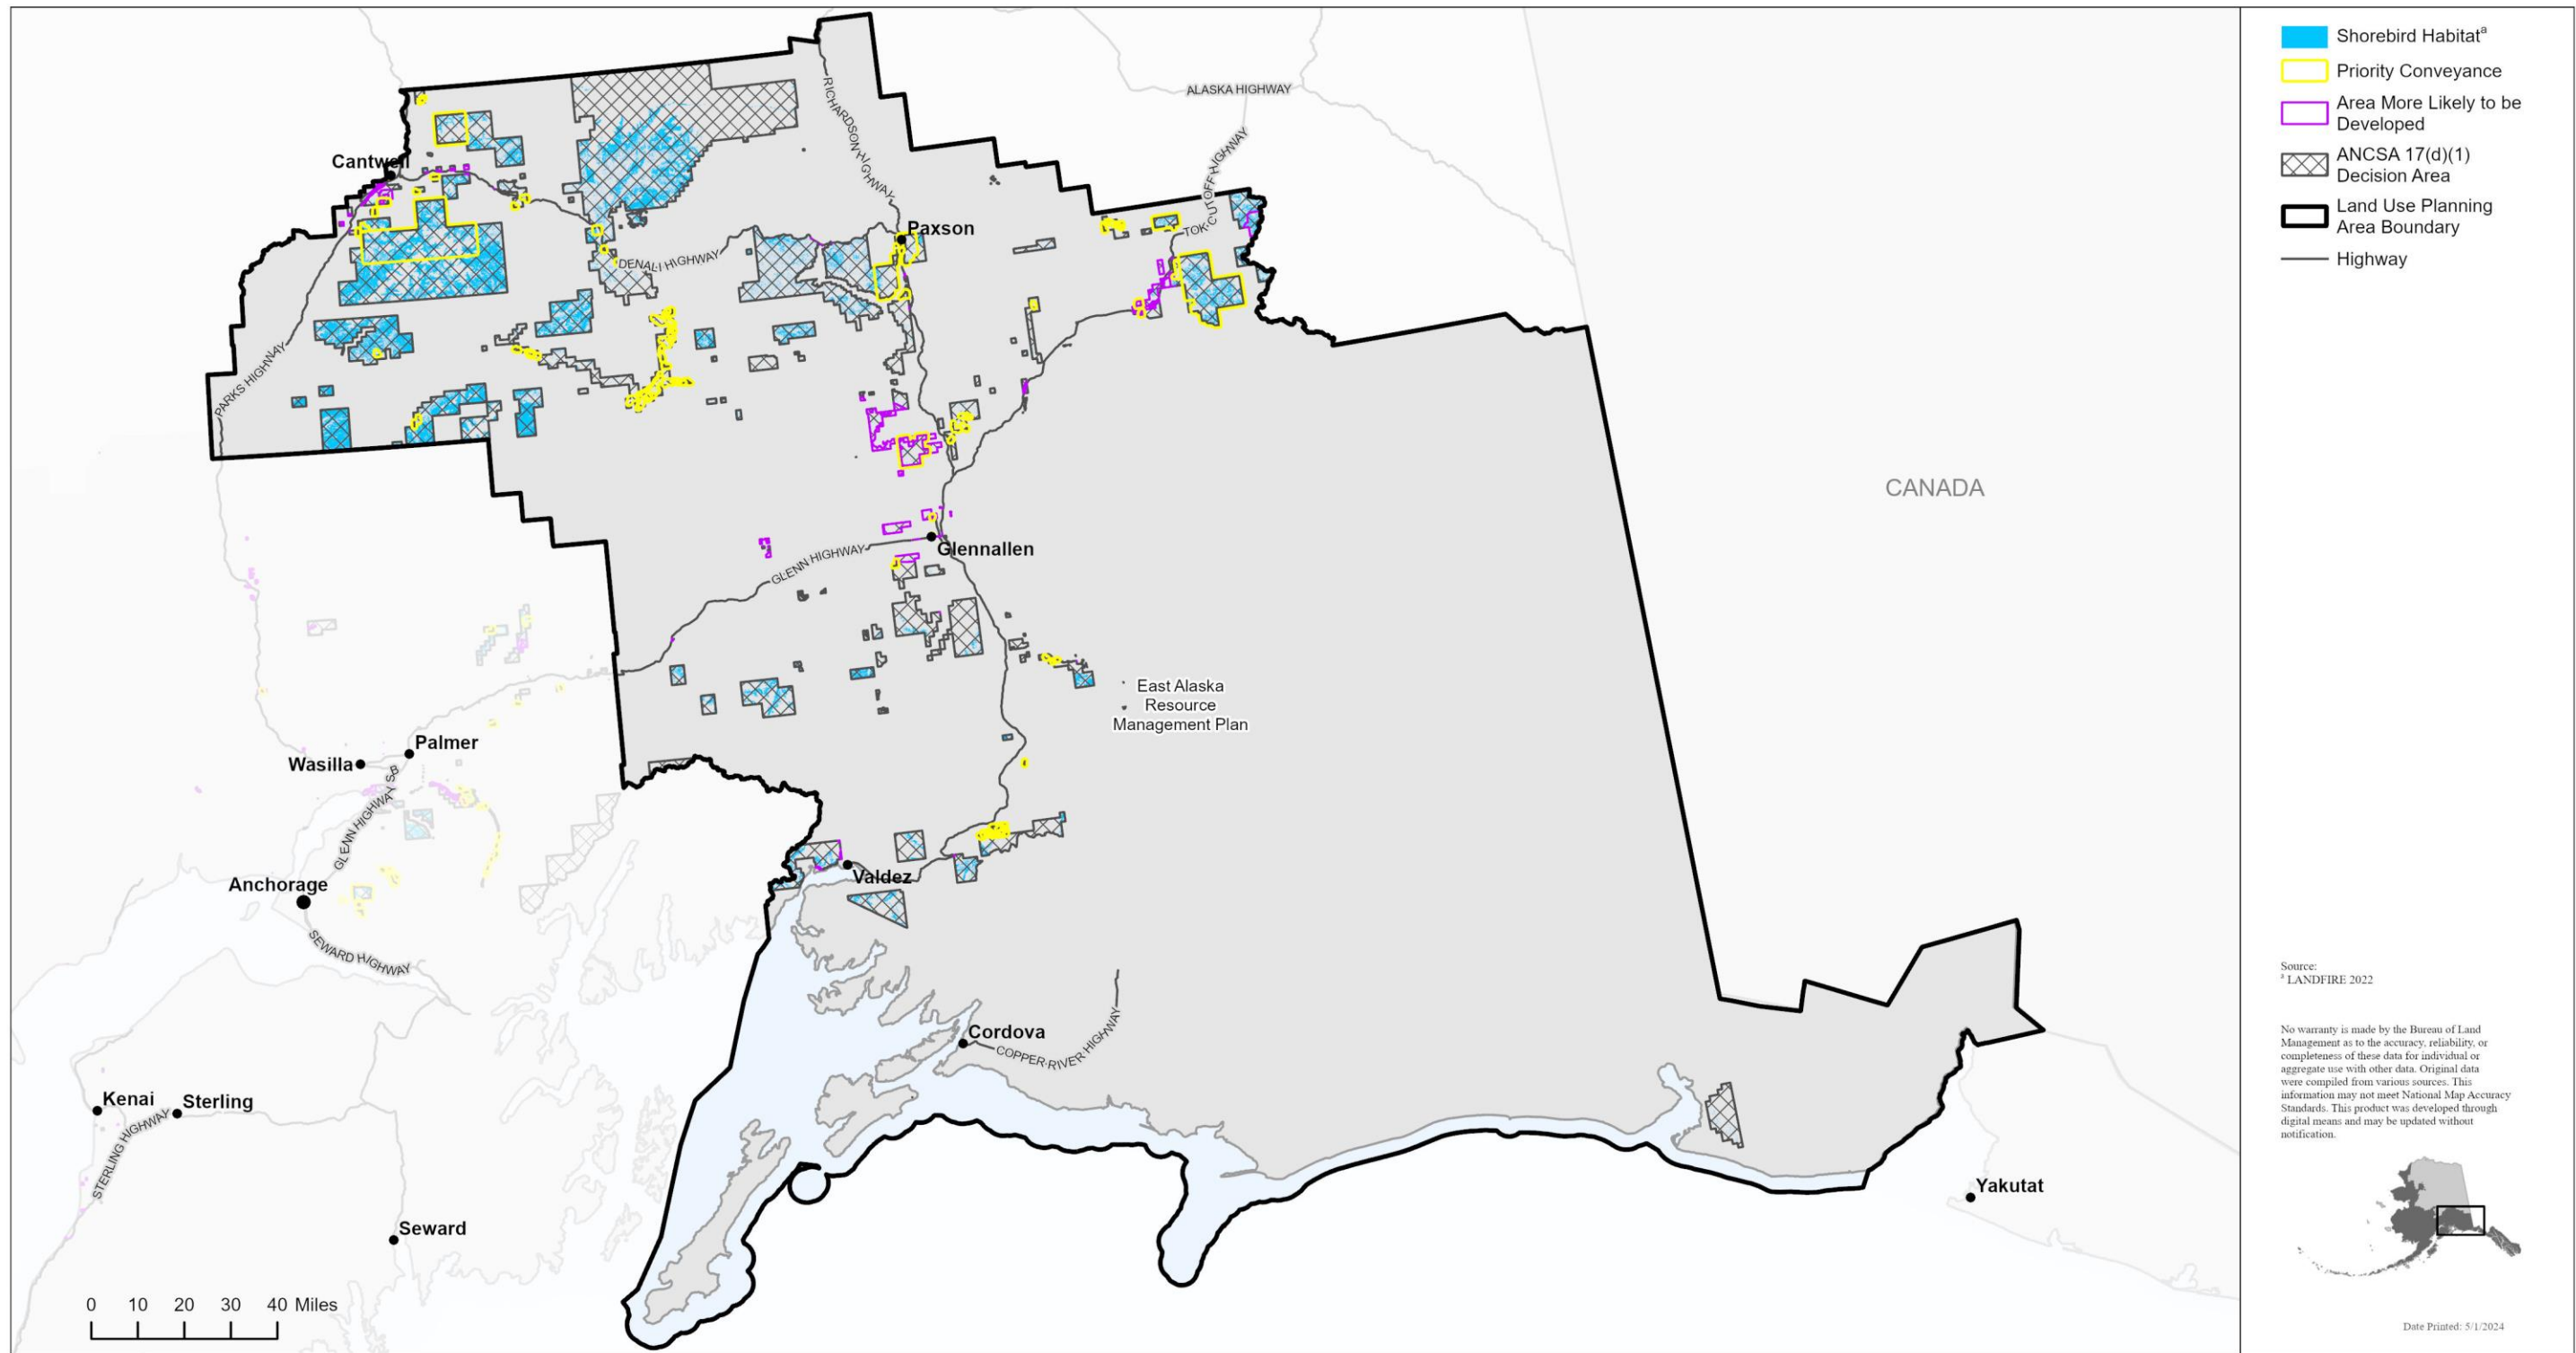 ALASKA HIGHWAY
RICHARDSON HIGHWAY
TOK CUTOFF HIGHWAY
Cantwell
Paxson
DENALI HIGHWAY
PARKS HIGHWAY
CANADA
Glennallen
GLENN HIGHWAY
East Alaska
Resource
Management Plan
Palmer
Wasilla
GLENN HIGHWAY SB
Anchorage
Valdez
SEWARD HIGHWAY
Cordova
COPPER RIVER HIGHWAY
Kenai
Sterling
STERLING HIGHWAY
Yakutat
Seward
0 10 20 30 40 Miles
Shorebird Habitatᵃ
Priority Conveyance
Area More Likely to be
Developed
ANCSA 17(d)(1)
Decision Area
Land Use Planning
Area Boundary
Highway
Source:
ᵃ LANDFIRE 2022
No warranty is made by the Bureau of Land
Management as to the accuracy, reliability, or
completeness of these data for individual or
aggregate use with other data. Original data
were compiled from various sources. This
information may not meet National Map Accuracy
Standards. This product was developed through
digital means and may be updated without
notification.
Date Printed: 5/1/2024